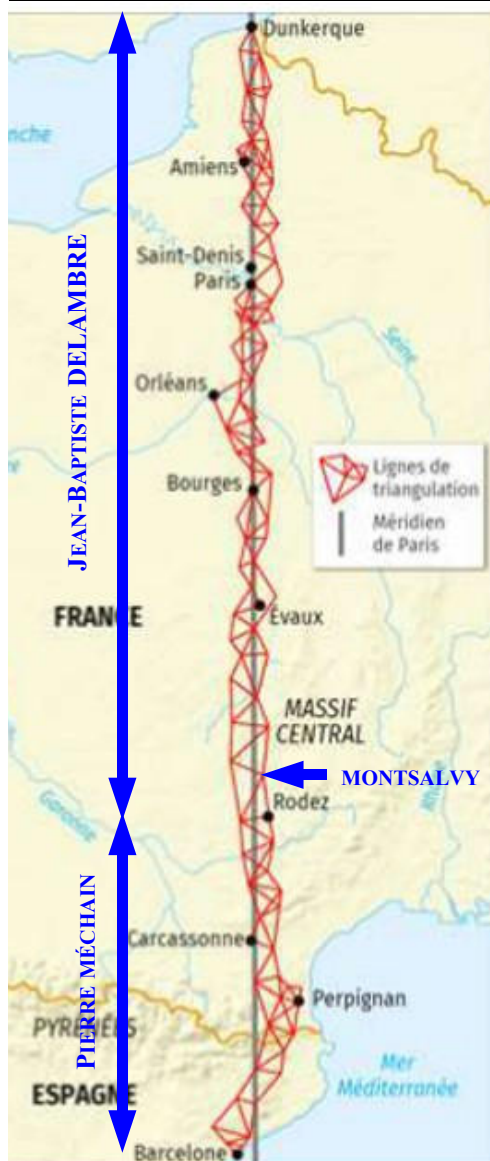 Dunkerque
nche
Amiens
Saint-Denis
Paris
Seine
Orléans
Lignes de
triangulation
Méridien
de Paris
Bourges
JEAN-BAPTISTE DELAMBRE
FRANCE
Évaux
MASSIF
CENTRAL
MONTSALVY
Garonne
Rodez
PIERRE MÉCHAIN
Carcassonne
Perpignan
PYRÉNÉES
Mer
Méditerranée
ESPAGNE
Barcelone